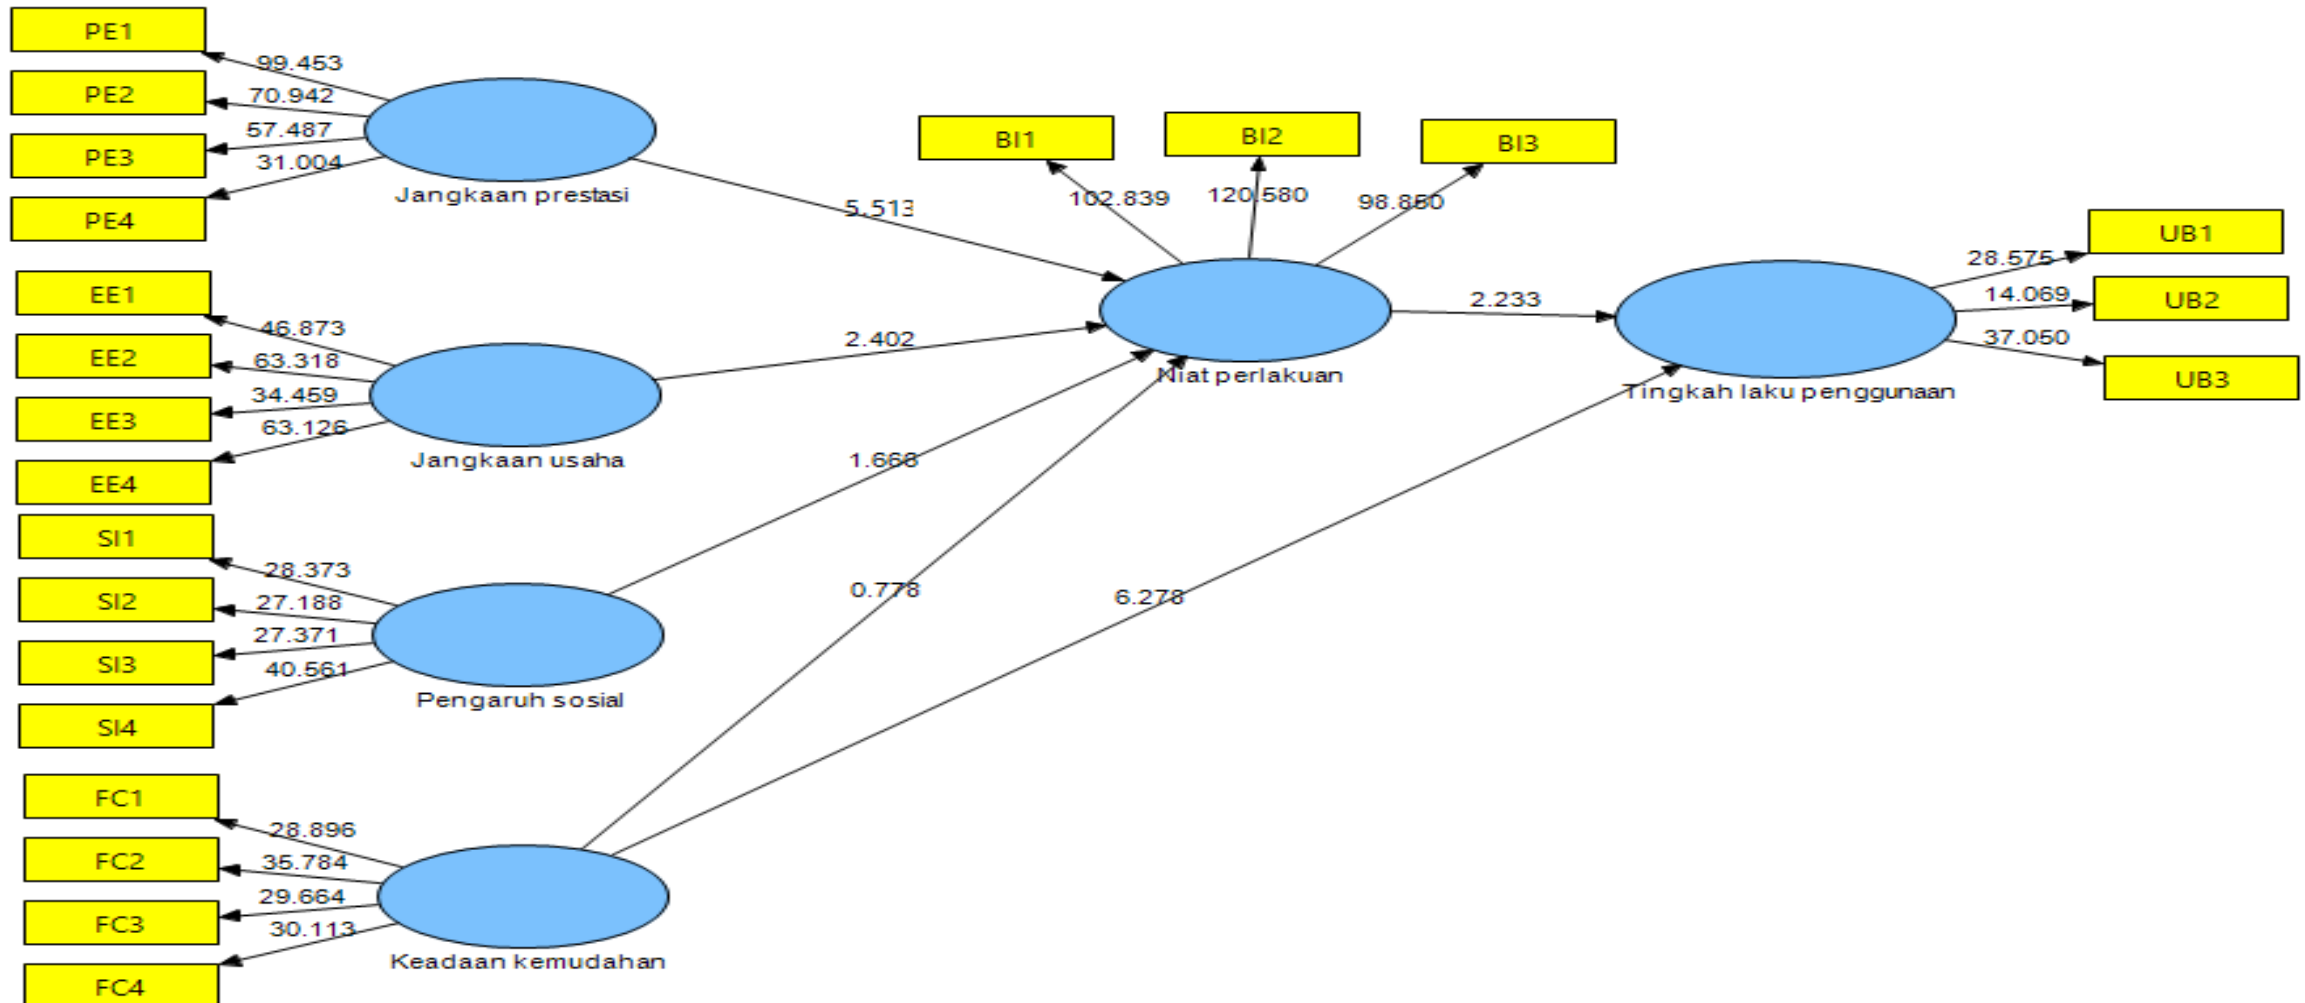 PE1
99.453
PE2
70.942
PE3
57.487
31.004
PE4
Jangkaan prestasi
EE1
46.873
EE2
63.318
EE3
34.459
63.126
EE4
Jangkaan usaha
SI1
28.373
SI2
27.188
SI3
27.371
40.561
SI4
Pengaruh sosial
FC1
28.896
FC2
35.784
FC3
29.664
30.113
FC4
Keadaan kemudahan
5.513
2.402
1.666
0.778
6.278
BI1
BI2
BI3
102.839
120.580
98.850
Niat perlakuan
2.233
Tingkah laku penggunaan
UB1
28.575
UB2
14.069
UB3
37.050